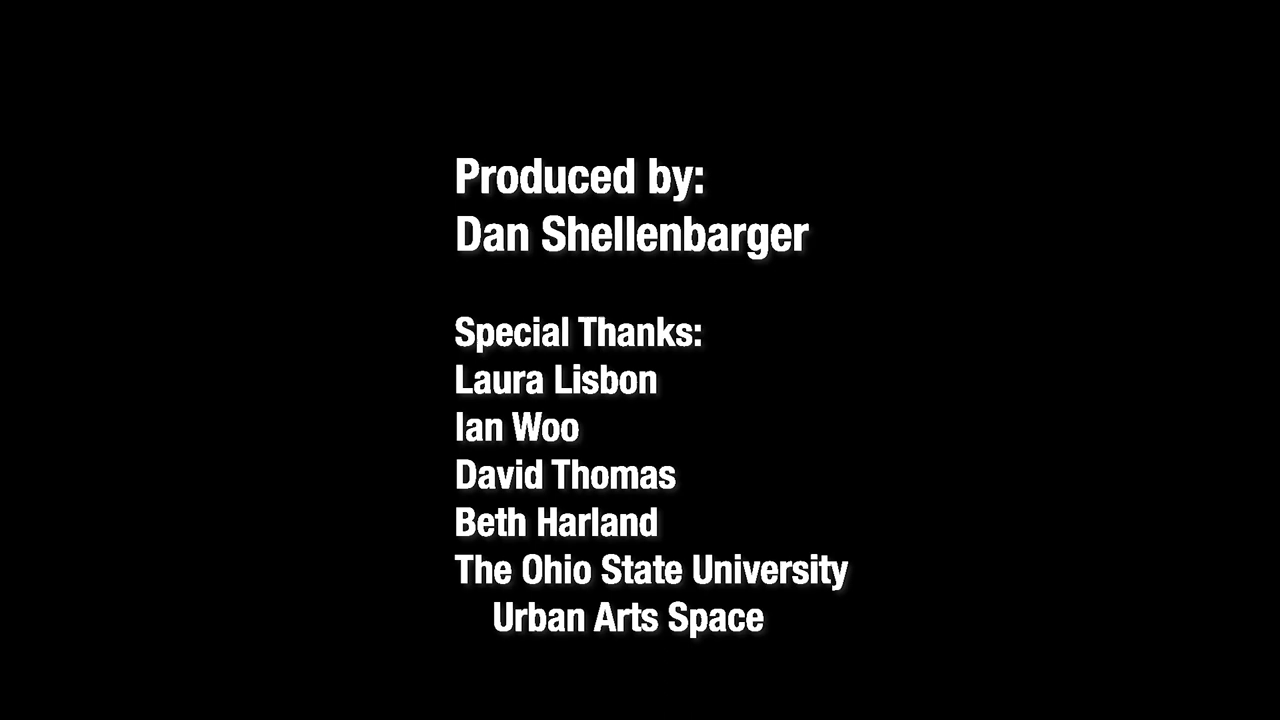 Produced by:
Dan Shellenbarger
Special Thanks:
Laura Lisbon
Ian Woo
David Thomas
Beth Harland
The Ohio State University
Urban Arts Space